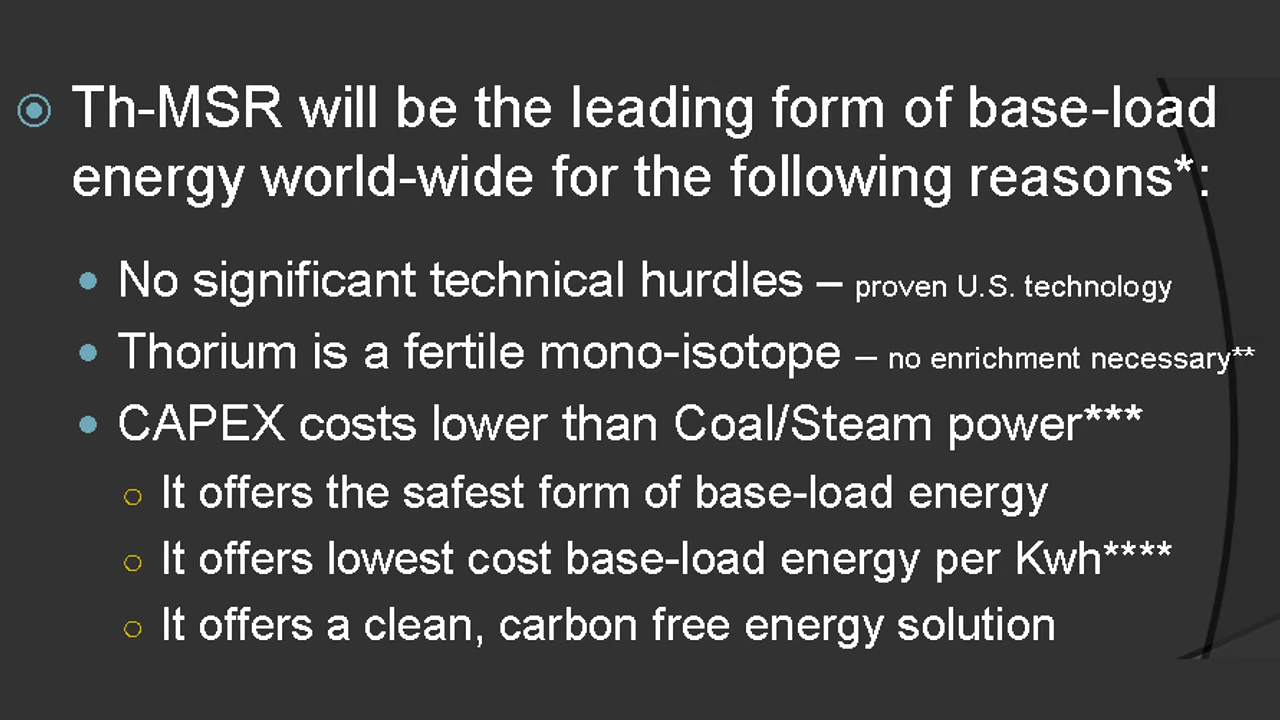 Th-MSR will be the leading form of base-load
energy world-wide for the following reasons*:
No significant technical hurdles – proven U.S. technology
Thorium is a fertile mono-isotope – no enrichment necessary**
CAPEX costs lower than Coal/Steam power***
It offers the safest form of base-load energy
It offers lowest cost base-load energy per Kwh****
It offers a clean, carbon free energy solution